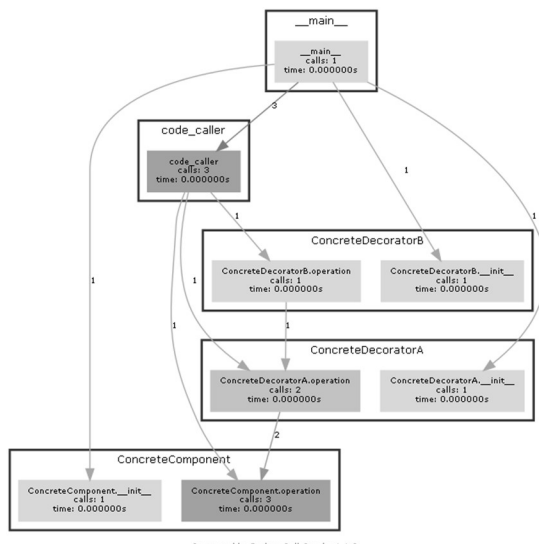 __main__
__main__
calls: 1
time: 0.000000s
3
code_caller
code_caller
calls: 3
time: 0.000000s
1
1
1
ConcreteDecoratorB
ConcreteDecoratorB.operation
calls: 1
time: 0.000000s
ConcreteDecoratorB.__init__
calls: 1
time: 0.000000s
1
1
1
1
ConcreteDecoratorA
ConcreteDecoratorA.operation
calls: 2
time: 0.000000s
ConcreteDecoratorA.__init__
calls: 1
time: 0.000000s
2
ConcreteComponent
ConcreteComponent.__init__
calls: 1
time: 0.000000s
ConcreteComponent.operation
calls: 3
time: 0.000000s